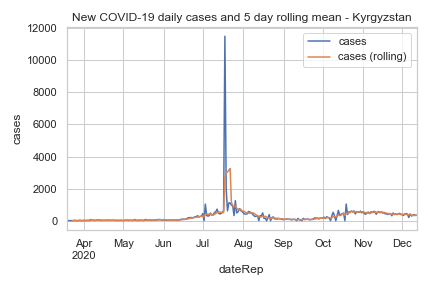 New COVID-19 daily cases and 5 day rolling mean - Kyrgyzstan
cases
cases (rolling)
12000
10000
8000
6000
4000
2000
0
cases
Apr May Jun Jul Aug Sep Oct Nov Dec
2020
dateRep